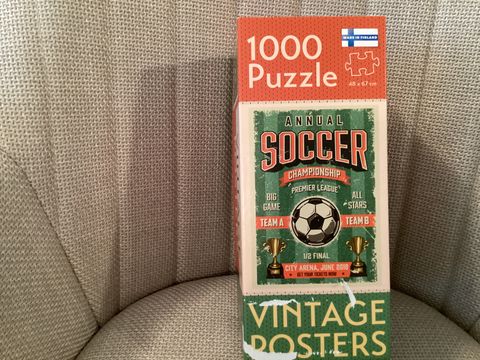 1000
Puzzle
MADE IN FINLAND
48 x 67 cm
ANNUAL
SOCCER
CHAMPIONSHIP
PREMIER LEAGUE
BIG
GAME
ALL
STARS
TEAM A
TEAM B
1/2 FINAL
CITY ARENA, JUNE 2018
GET YOUR TICKETS NOW!
VINTAGE
POSTERS